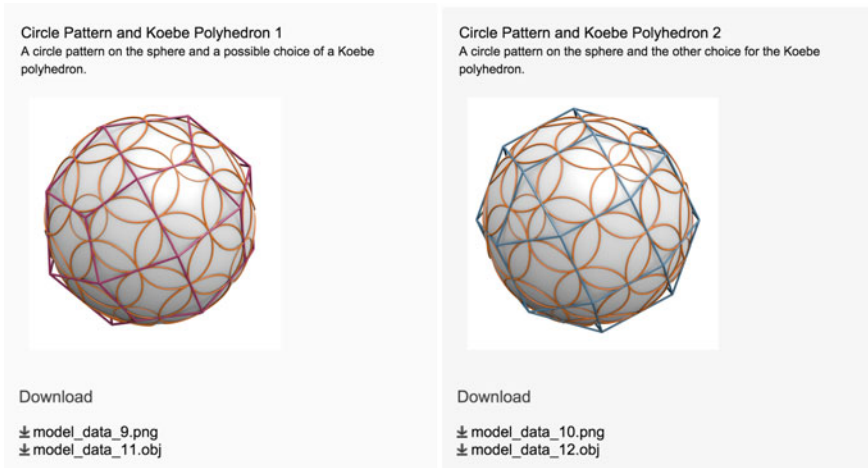 Circle Pattern and Koebe Polyhedron 1
A circle pattern on the sphere and a possible choice of a Koebe
polyhedron.
Download
model_data_9.png
model_data_11.obj
Circle Pattern and Koebe Polyhedron 2
A circle pattern on the sphere and the other choice for the Koebe
polyhedron.
Download
model_data_10.png
model_data_12.obj